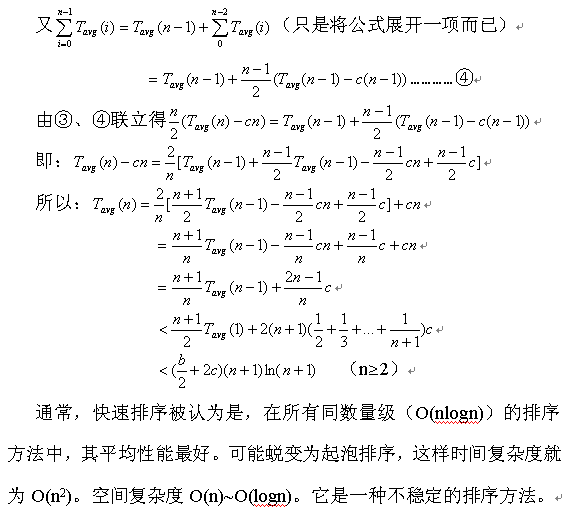 又$\sum_{i=0}^{n-1} T_{avg}(i) = T_{avg}(n-1) + \sum_{0}^{n-2} T_{avg}(i)$（只是将公式展开一项而已）
$= T_{avg}(n-1) + \frac{n-1}{2}(T_{avg}(n-1) - c(n-1))$ …………④
由③、④联立得$\frac{n}{2}(T_{avg}(n) - cn) = T_{avg}(n-1) + \frac{n-1}{2}(T_{avg}(n-1) - c(n-1))$
即：$T_{avg}(n) - cn = \frac{2}{n}[T_{avg}(n-1) + \frac{n-1}{2}T_{avg}(n-1) - \frac{n-1}{2}cn + \frac{n-1}{2}c]$
所以：$T_{avg}(n) = \frac{2}{n}[\frac{n+1}{2}T_{avg}(n-1) - \frac{n-1}{2}cn + \frac{n-1}{2}c] + cn$
$= \frac{n+1}{n}T_{avg}(n-1) - \frac{n-1}{n}cn + \frac{n-1}{n}c + cn$
$= \frac{n+1}{n}T_{avg}(n-1) + \frac{2n-1}{n}c$
$< \frac{n+1}{2}T_{avg}(1) + 2(n+1)(\frac{1}{2} + \frac{1}{3} + ... + \frac{1}{n+1})c$
$< (\frac{b}{2} + 2c)(n+1)\ln(n+1)$ （n≥2）
通常，快速排序被认为是，在所有同数量级（O(nlogn)）的排序
方法中，其平均性能最好。可能蜕变为起泡排序，这样时间复杂度就
为 O(n²)。空间复杂度 O(n)~O(logn)。它是一种不稳定的排序方法。